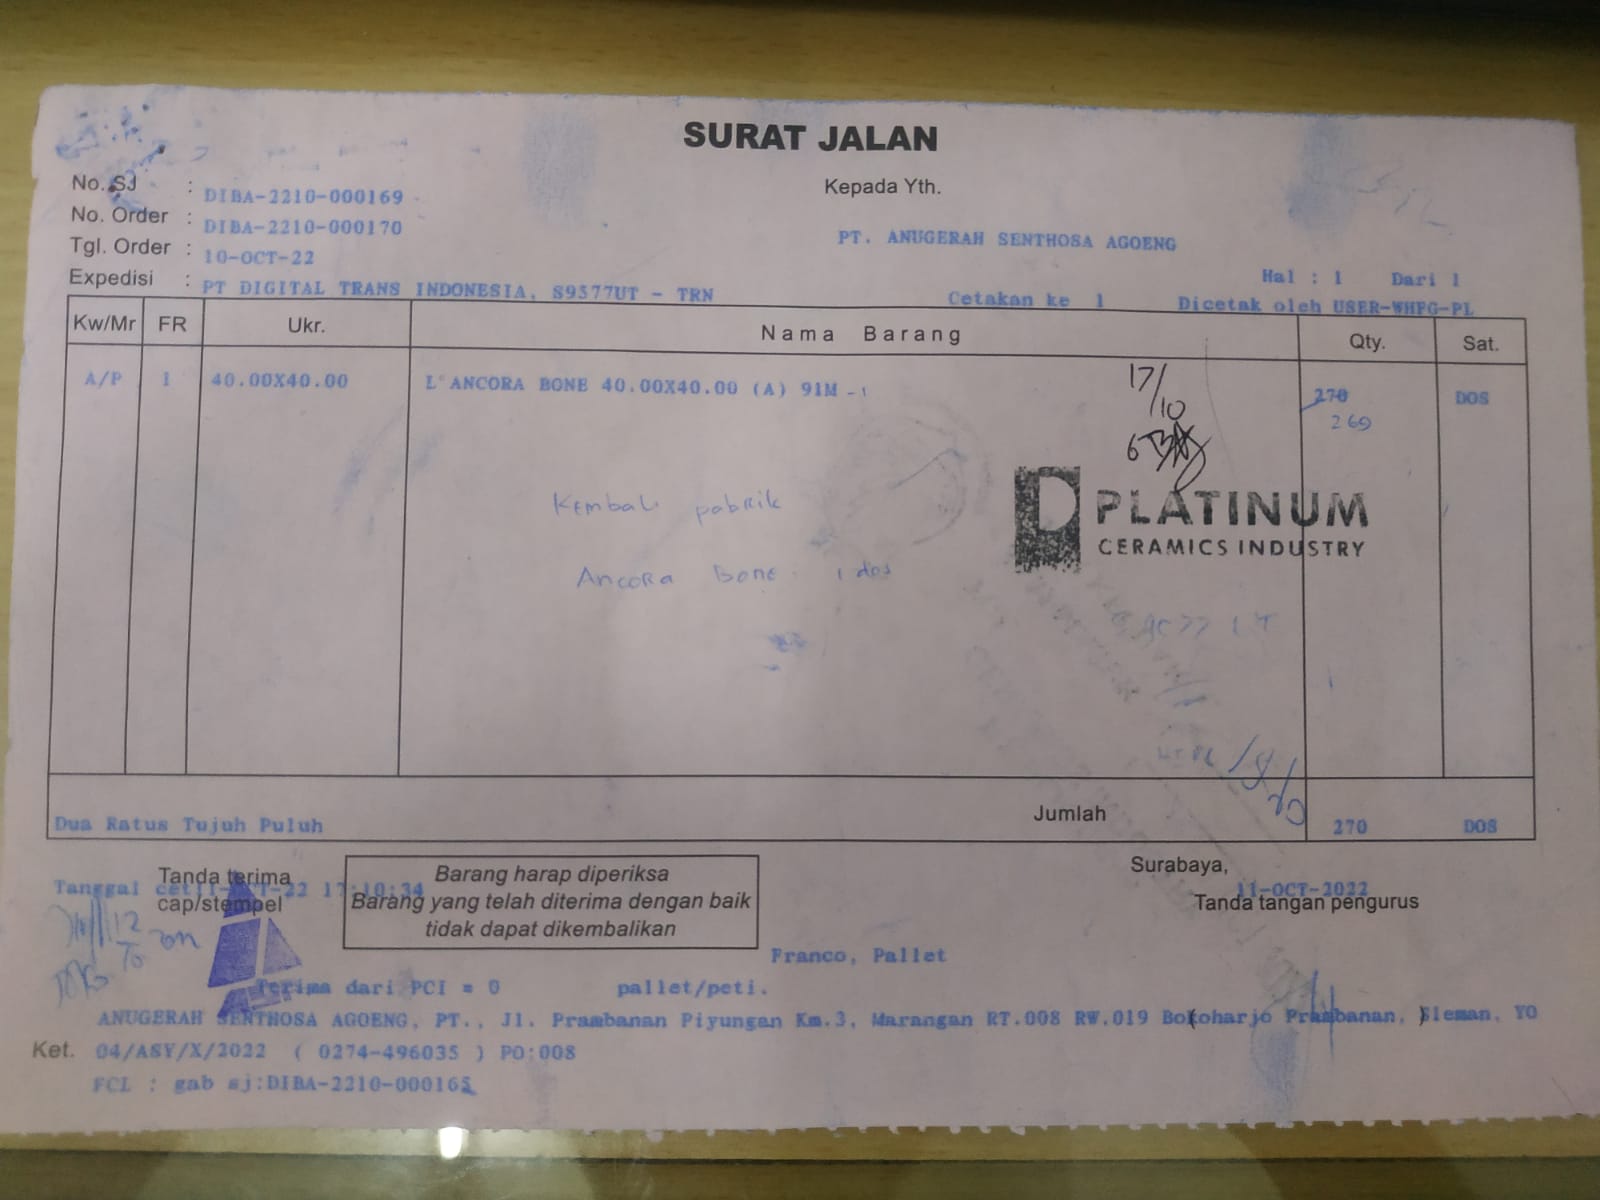 SURAT JALAN
No. SJ : DIBA-2210-000169
Kepada Yth.
No. Order : DIBA-2210-000170
PT. ANUGERAH SENTHOSA AGOENG
Tgl. Order : 10-OCT-22
Hal : 1 Dari 1
Expedisi : PT DIGITAL TRANS INDONESIA, S9577UT - TRN
Cetakan ke 1 Dicetak oleh USER-WHFG-PL
Kw/Mr FR Ukr. Nama Barang Qty. Sat.
A/P 1 40.00X40.00 L'ANCORA BONE 40.00X40.00 (A) 91M -1 270 DOS
17/10
269
Kembali pabrik
PLATINUM
CERAMICS INDUSTRY
Ancora Bone 1 dos
Jumlah
Dua Ratus Tujuh Puluh 270 DOS
Tanda terima
cap/stempel
Tanggal cet 11-OCT-22 17:10:34
Barang harap diperiksa
Barang yang telah diterima dengan baik
tidak dapat dikembalikan
Surabaya,
11-OCT-2022
Tanda tangan pengurus
Franco, Pallet
Terima dari PCI = 0 pallet/peti.
ANUGERAH SENTHOSA AGOENG, PT., Jl. Prambanan Piyungan Km.3, Marangan RT.008 RW.019 Bokoharjo Prambanan, Sleman, YO
Ket. 04/ASY/X/2022 ( 0274-496035 ) PO:008
FCL : gab sj:DIBA-2210-000165